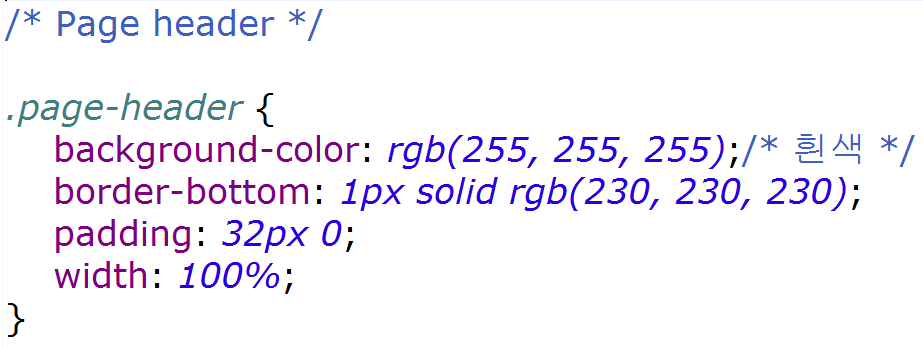 /* Page header */
.page-header {
background-color: rgb(255, 255, 255);/* 흰색 */
border-bottom: 1px solid rgb(230, 230, 230);
padding: 32px 0;
width: 100%;
}